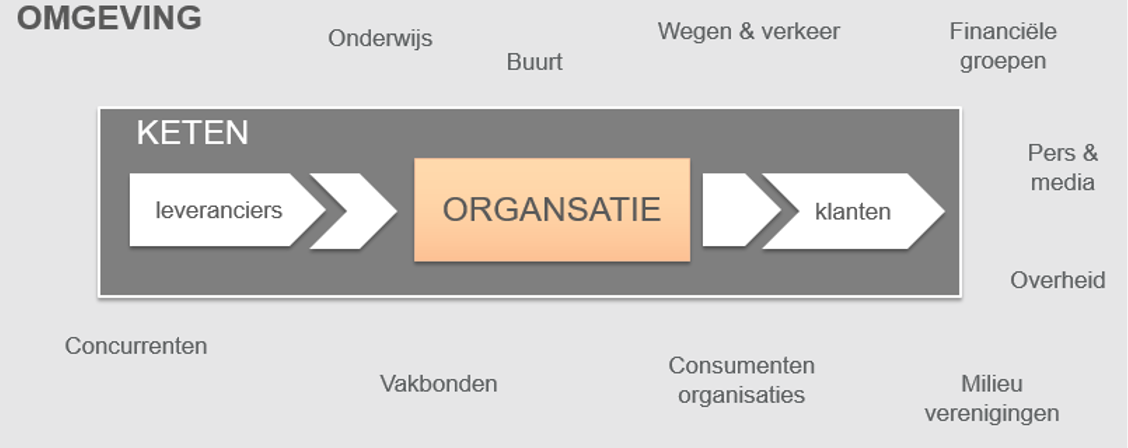 OMGEVING
Onderwijs
Buurt
Wegen & verkeer
Financiële
groepen
KETEN
leveranciers
ORGANSATIE
klanten
Pers &
media
Overheid
Concurrenten
Vakbonden
Consumenten
organisaties
Milieu
verenigingen